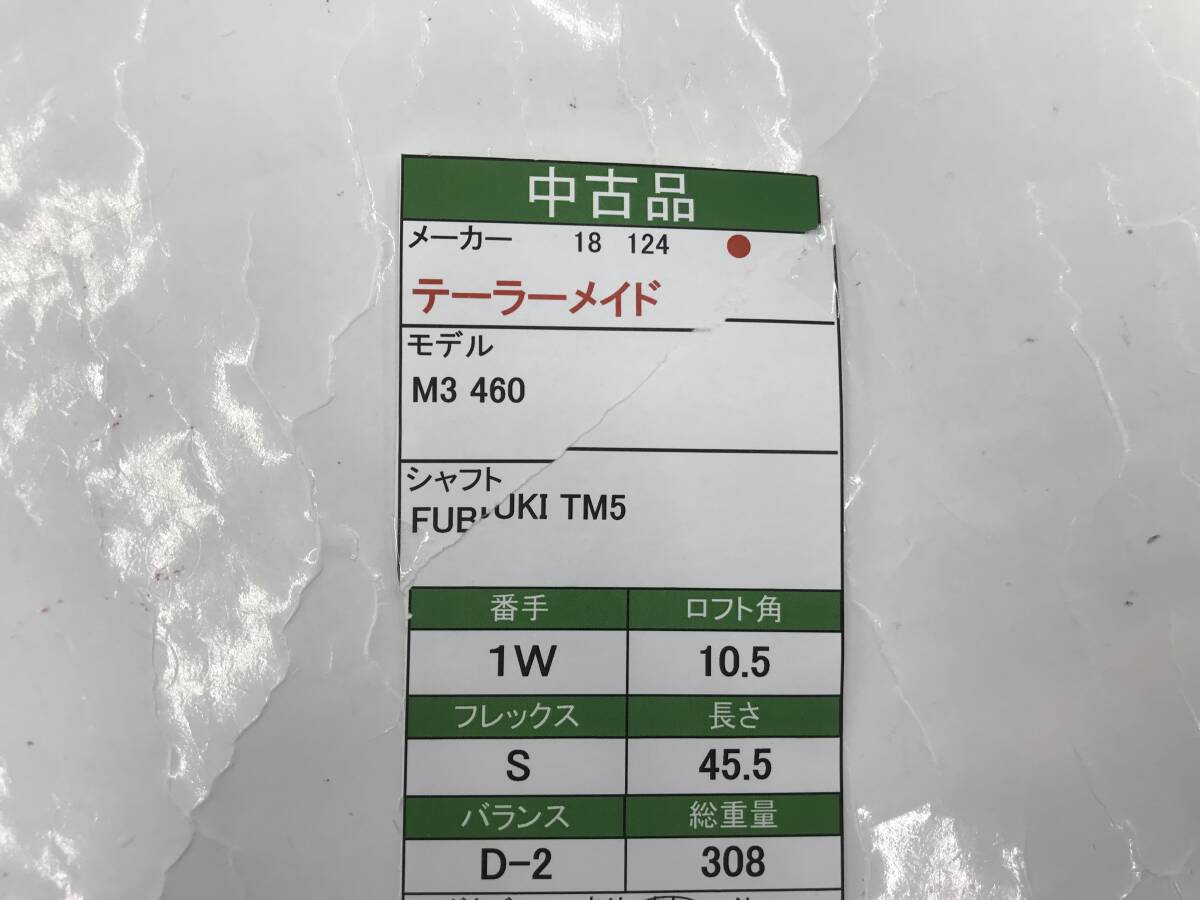 中古品
メーカー 18 124
テーラーメイド
モデル
M3 460
シャフト
FUBUKI TM5
番手 ロフト角
1W 10.5
フレックス 長さ
S 45.5
バランス 総重量
D-2 308